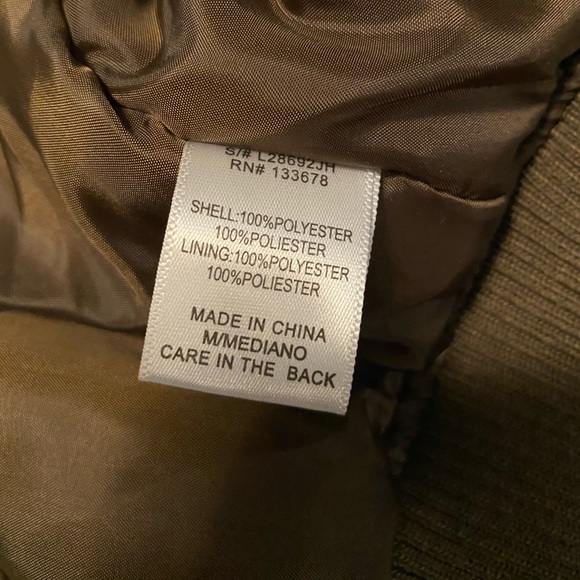 S/# L28692JH
RN# 133678
SHELL:100%POLYESTER
100%POLIESTER
LINING:100%POLYESTER
100%POLIESTER
MADE IN CHINA
M/MEDIANO
CARE IN THE BACK